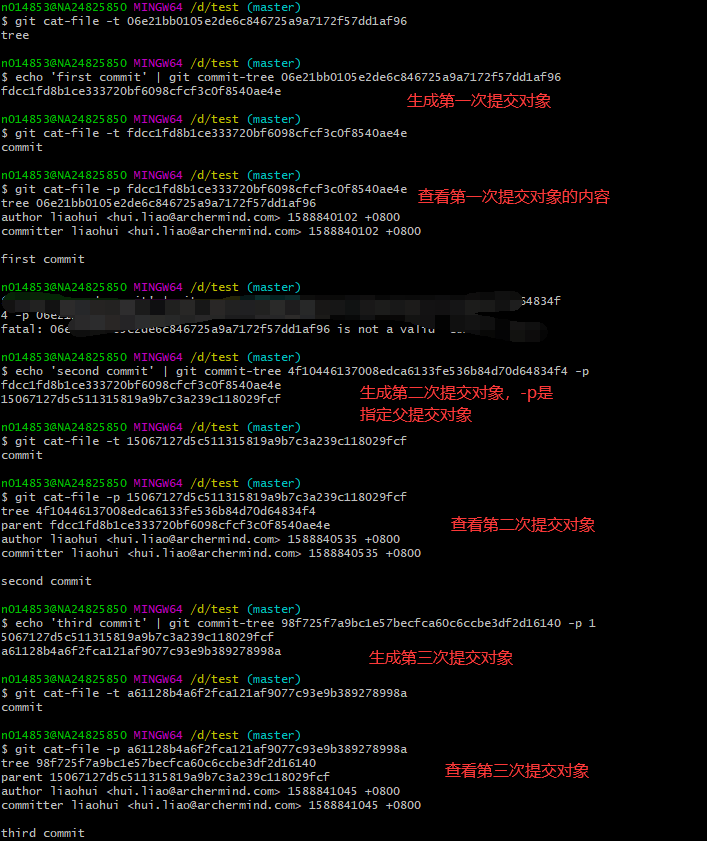 n014853@NA24825850 MINGW64 /d/test (master)
$ git cat-file -t 06e21bb0105e2de6c846725a9a7172f57dd1af96
tree
n014853@NA24825850 MINGW64 /d/test (master)
$ echo 'first commit' | git commit-tree 06e21bb0105e2de6c846725a9a7172f57dd1af96
fdcc1fd8b1ce333720bf6098cfcf3c0f8540ae4e
生成第一次提交对象
n014853@NA24825850 MINGW64 /d/test (master)
$ git cat-file -t fdcc1fd8b1ce333720bf6098cfcf3c0f8540ae4e
commit
n014853@NA24825850 MINGW64 /d/test (master)
$ git cat-file -p fdcc1fd8b1ce333720bf6098cfcf3c0f8540ae4e
查看第一次提交对象的内容
tree 06e21bb0105e2de6c846725a9a7172f57dd1af96
author liaohui <hui.liao@archermind.com> 1588840102 +0800
committer liaohui <hui.liao@archermind.com> 1588840102 +0800
first commit
n014853@NA24825850 MINGW64 /d/test (master)
64834f
4 -p 06e2
fatal: 06e c2de6c846725a9a7172f57dd1af96 is not a valid
n014853@NA24825850 MINGW64 /d/test (master)
$ echo 'second commit' | git commit-tree 4f10446137008edca6133fe536b84d70d64834f4 -p
fdcc1fd8b1ce333720bf6098cfcf3c0f8540ae4e
15067127d5c511315819a9b7c3a239c118029fcf
生成第二次提交对象，-p是
指定父提交对象
n014853@NA24825850 MINGW64 /d/test (master)
$ git cat-file -t 15067127d5c511315819a9b7c3a239c118029fcf
commit
n014853@NA24825850 MINGW64 /d/test (master)
$ git cat-file -p 15067127d5c511315819a9b7c3a239c118029fcf
tree 4f10446137008edca6133fe536b84d70d64834f4
parent fdcc1fd8b1ce333720bf6098cfcf3c0f8540ae4e
查看第二次提交对象
author liaohui <hui.liao@archermind.com> 1588840535 +0800
committer liaohui <hui.liao@archermind.com> 1588840535 +0800
second commit
n014853@NA24825850 MINGW64 /d/test (master)
$ echo 'third commit' | git commit-tree 98f725f7a9bc1e57becfca60c6ccbe3df2d16140 -p 1
5067127d5c511315819a9b7c3a239c118029fcf
a61128b4a6f2fca121af9077c93e9b389278998a
生成第三次提交对象
n014853@NA24825850 MINGW64 /d/test (master)
$ git cat-file -t a61128b4a6f2fca121af9077c93e9b389278998a
commit
n014853@NA24825850 MINGW64 /d/test (master)
$ git cat-file -p a61128b4a6f2fca121af9077c93e9b389278998a
tree 98f725f7a9bc1e57becfca60c6ccbe3df2d16140
parent 15067127d5c511315819a9b7c3a239c118029fcf
查看第三次提交对象
author liaohui <hui.liao@archermind.com> 1588841045 +0800
committer liaohui <hui.liao@archermind.com> 1588841045 +0800
third commit